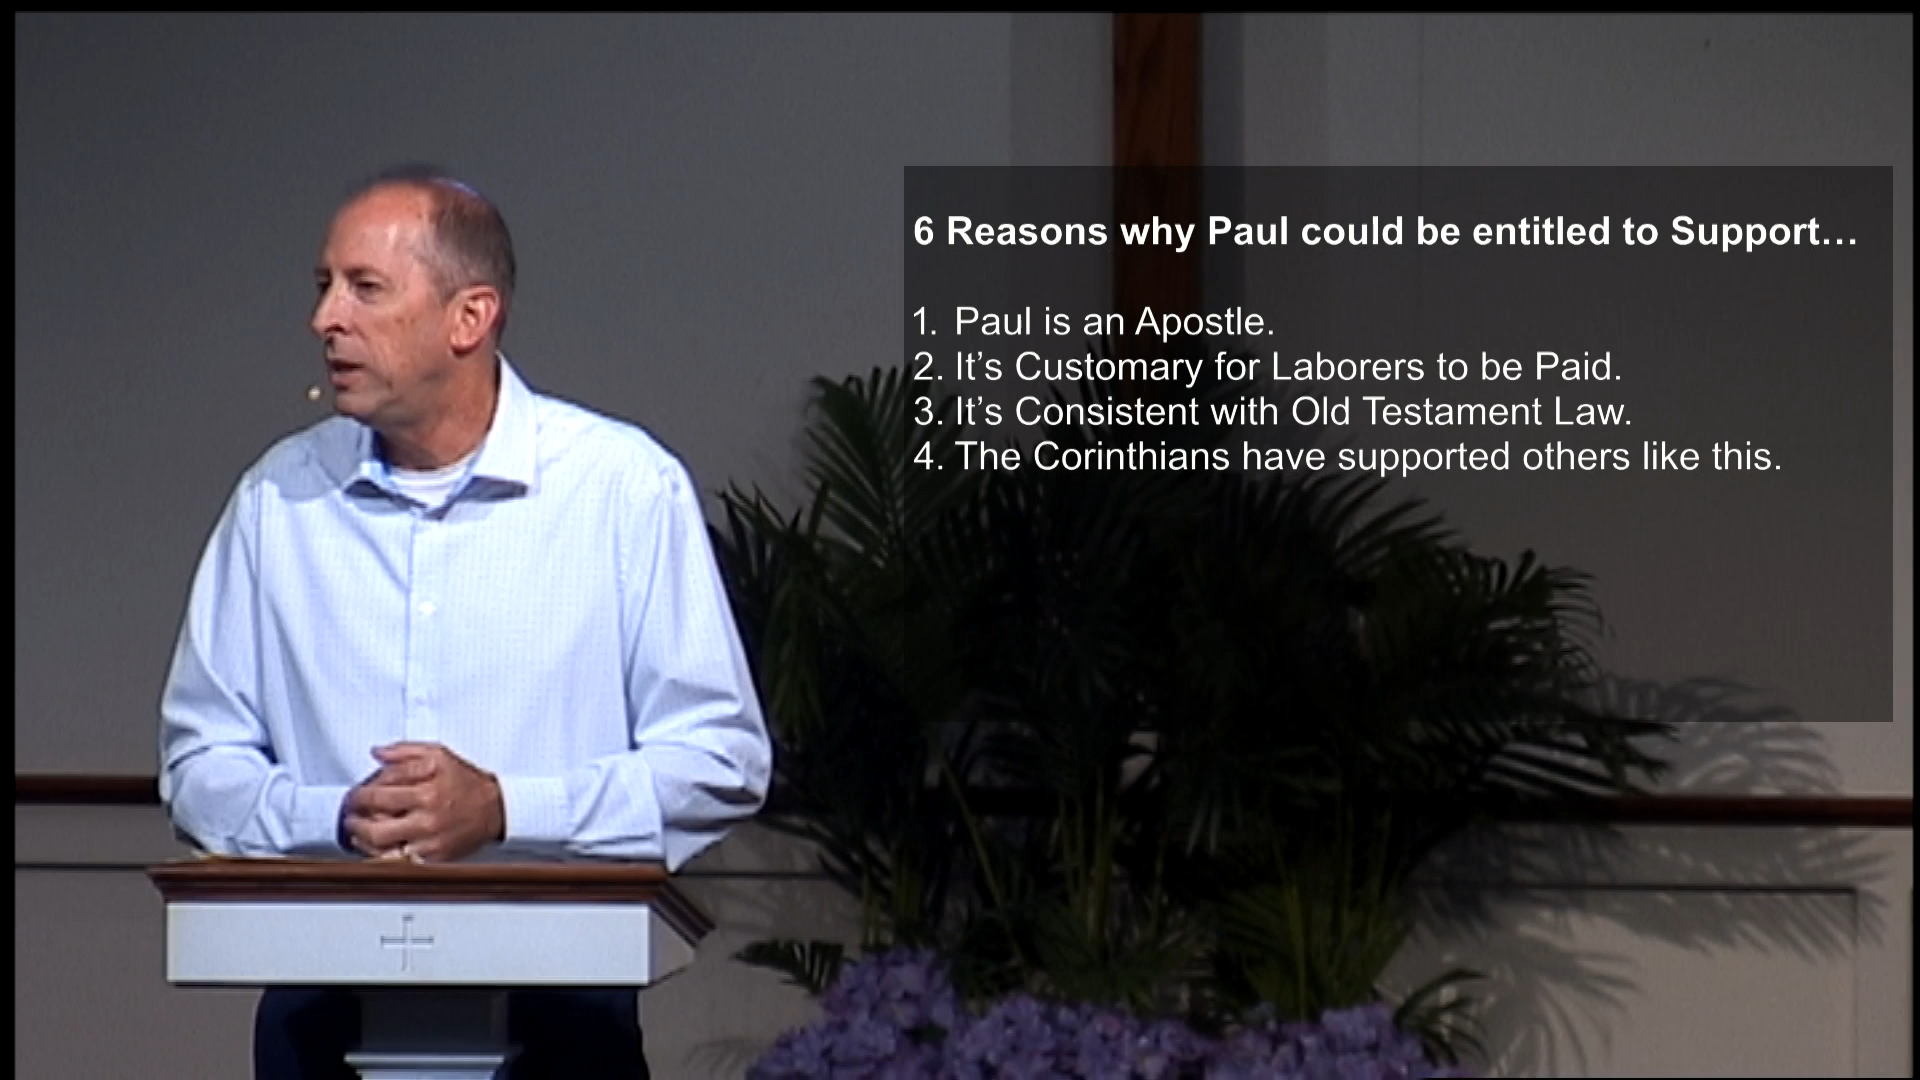 6 Reasons why Paul could be entitled to Support…
1. Paul is an Apostle.
2. It’s Customary for Laborers to be Paid.
3. It’s Consistent with Old Testament Law.
4. The Corinthians have supported others like this.